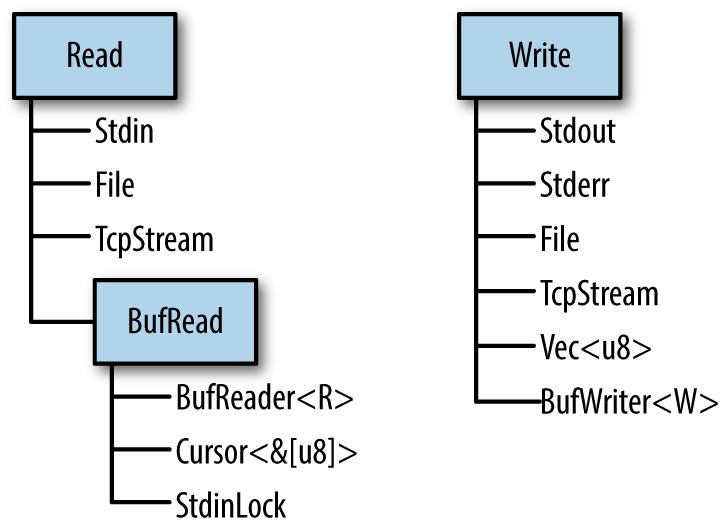 Read
Stdin
File
TcpStream
BufRead
BufReader<R>
Cursor<&[u8]>
StdinLock
Write
Stdout
Stderr
File
TcpStream
Vec<u8>
BufWriter<W>